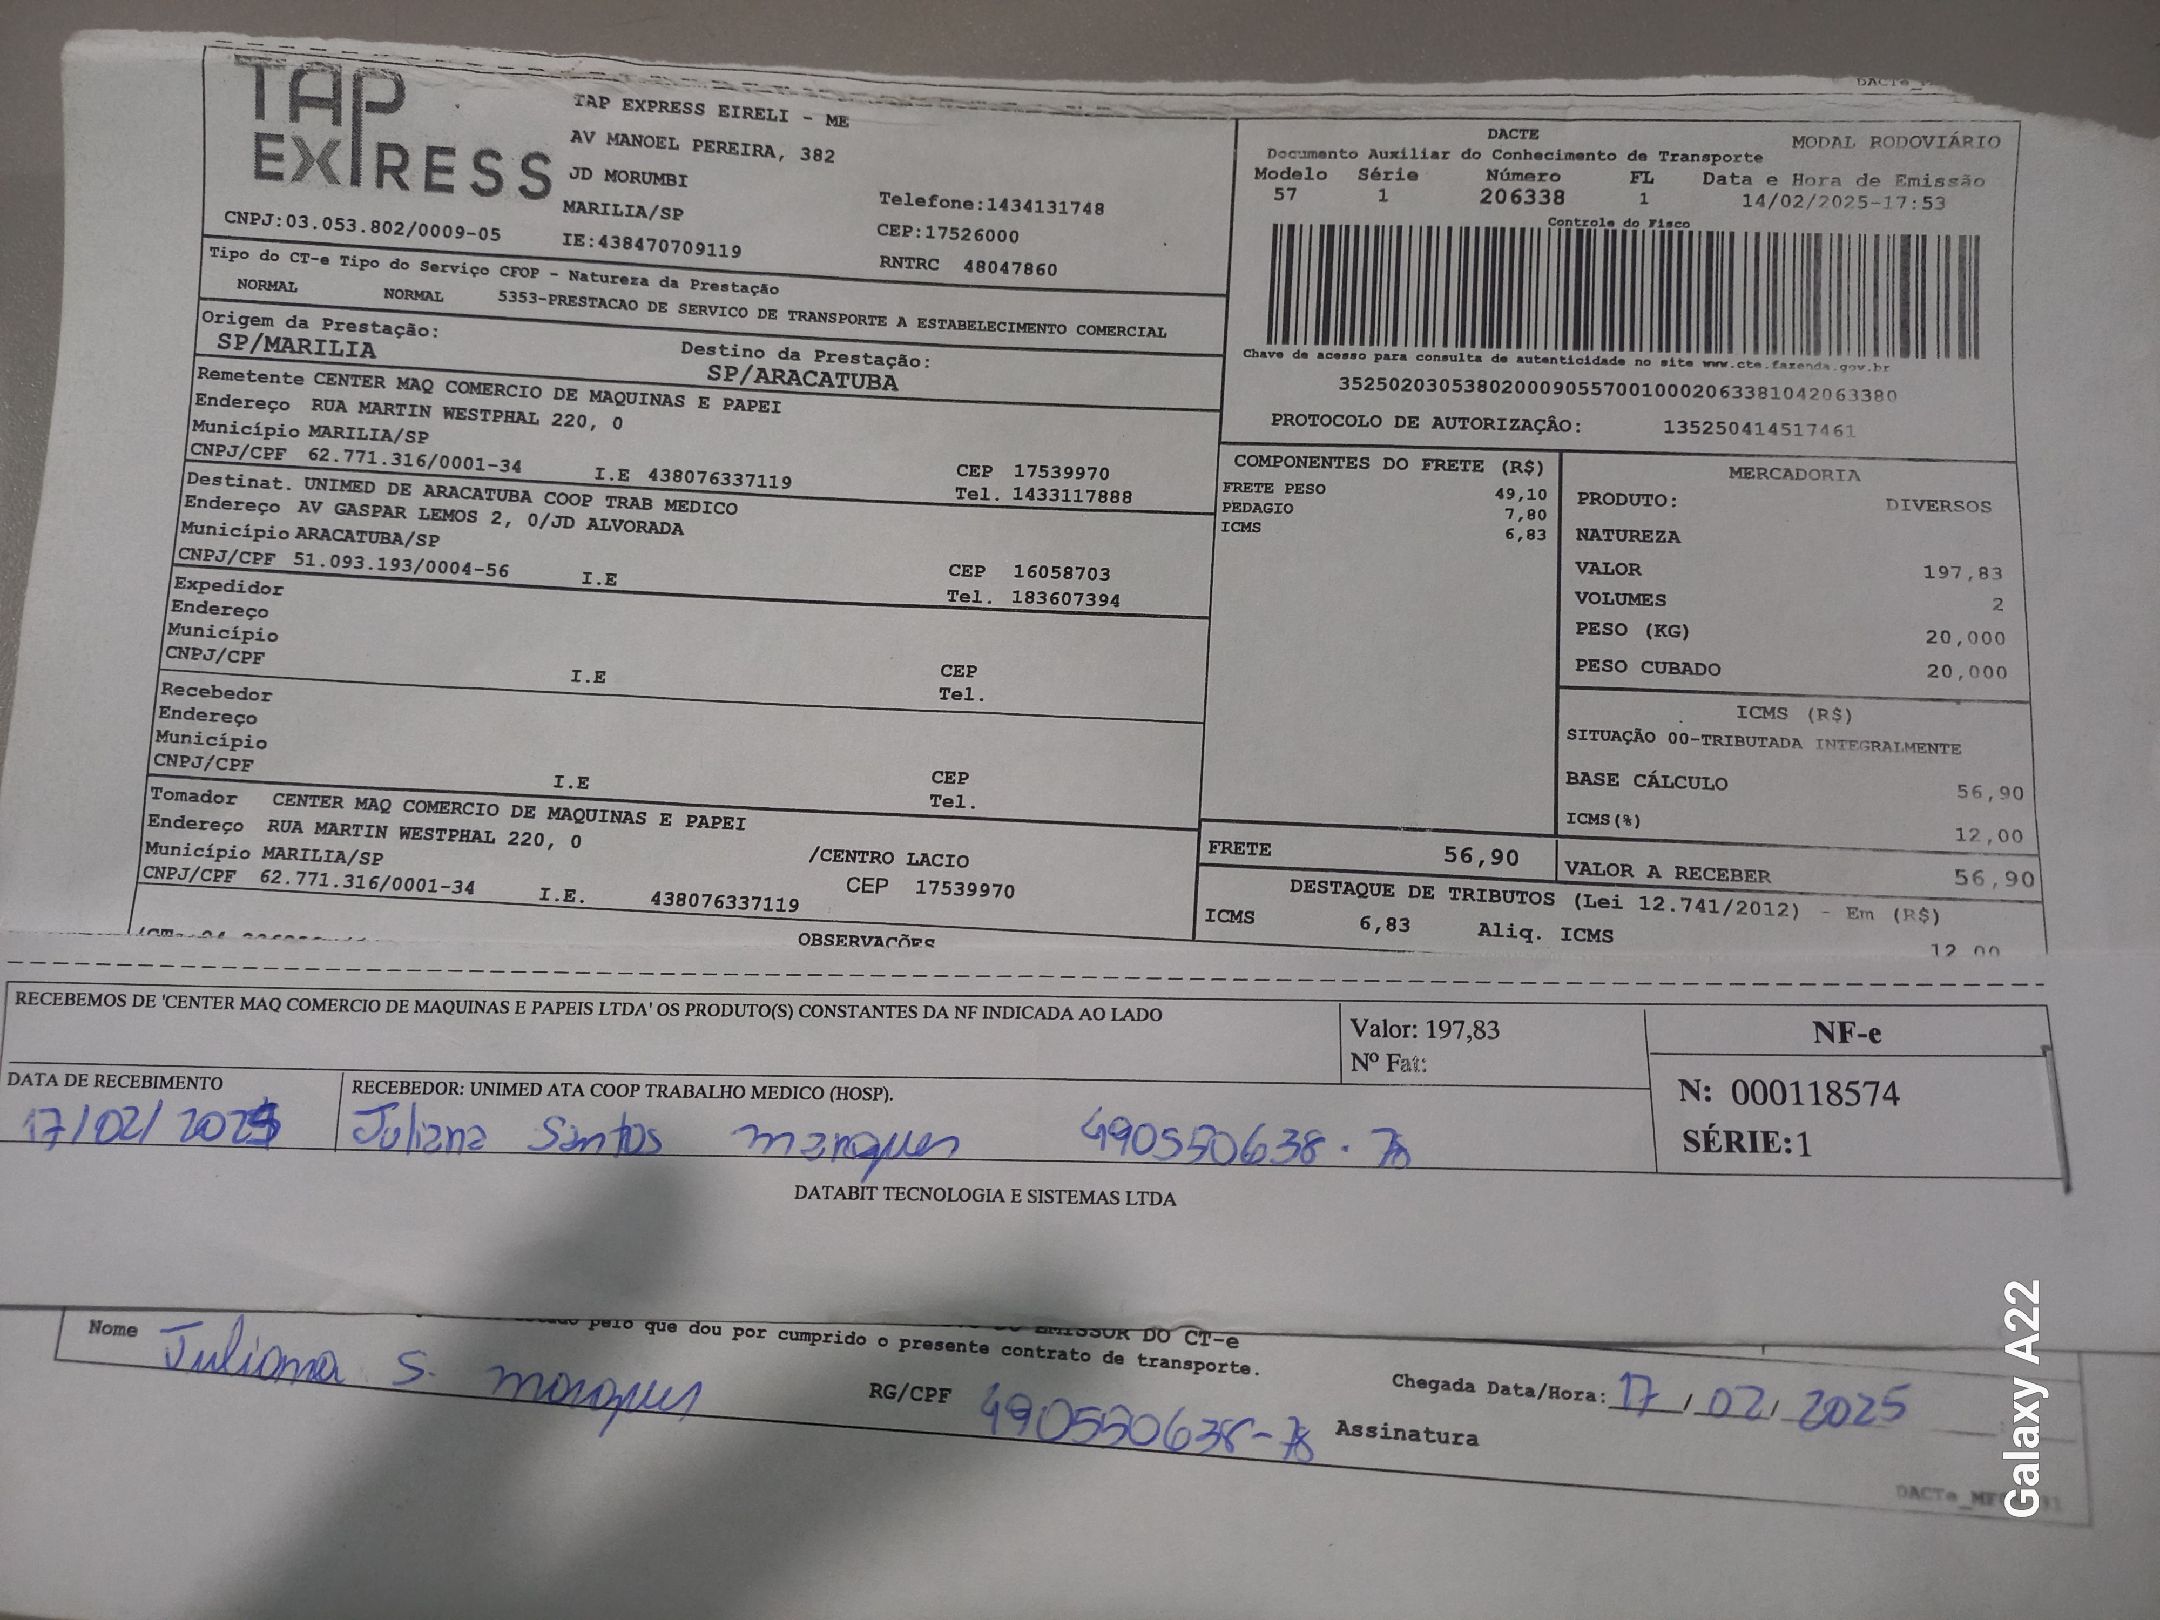 TAP EXPRESS
TAP EXPRESS EIRELI - ME
AV MANOEL PEREIRA, 382
JD MORUMBI
MARILIA/SP
Telefone:1434131748
CEP:17526000
CNPJ:03.053.802/0009-05
IE:438470709119
RNTRC 48047860
Tipo do CT-e Tipo do Serviço CFOP - Natureza da Prestação
NORMAL NORMAL 5353-PRESTACAO DE SERVICO DE TRANSPORTE A ESTABELECIMENTO COMERCIAL
Origem da Prestação:
SP/MARILIA
Destino da Prestação:
SP/ARACATUBA
Remetente CENTER MAQ COMERCIO DE MAQUINAS E PAPEI
Endereço RUA MARTIN WESTPHAL 220, 0
Município MARILIA/SP
CEP 17539970
CNPJ/CPF 62.771.316/0001-34 I.E 438076337119 Tel. 1433117888
Destinat. UNIMED DE ARACATUBA COOP TRAB MEDICO
Endereço AV GASPAR LEMOS 2, 0/JD ALVORADA
Município ARACATUBA/SP
CEP 16058703
CNPJ/CPF 51.093.193/0004-56 I.E Tel. 183607394
Expedidor
Endereço
Município
CEP
CNPJ/CPF I.E Tel.
Recebedor
Endereço
Município
CEP
CNPJ/CPF I.E Tel.
Tomador CENTER MAQ COMERCIO DE MAQUINAS E PAPEI
Endereço RUA MARTIN WESTPHAL 220, 0 /CENTRO LACIO
Município MARILIA/SP CEP 17539970
CNPJ/CPF 62.771.316/0001-34 I.E. 438076337119
OBSERVAÇÕES
DACTE MODAL RODOVIÁRIO
Documento Auxiliar do Conhecimento de Transporte
Modelo Série Número FL Data e Hora de Emissão
57 1 206338 1 14/02/2025-17:53
Controle do Fisco
Chave de acesso para consulta de autenticidade no site www.cte.fazenda.gov.br
35250203053802000905570010002063381042063380
PROTOCOLO DE AUTORIZAÇÂO: 135250414517461
COMPONENTES DO FRETE (R$)
FRETE PESO 49,10
PEDAGIO 7,80
ICMS 6,83
MERCADORIA
PRODUTO: DIVERSOS
NATUREZA
VALOR 197,83
VOLUMES 2
PESO (KG) 20,000
PESO CUBADO 20,000
ICMS (R$)
SITUAÇÃO 00-TRIBUTADA INTEGRALMENTE
BASE CÁLCULO 56,90
ICMS(%) 12,00
FRETE 56,90
VALOR A RECEBER 56,90
DESTAQUE DE TRIBUTOS (Lei 12.741/2012) - Em (R$)
ICMS 6,83 Aliq. ICMS 12,00
RECEBEMOS DE 'CENTER MAQ COMERCIO DE MAQUINAS E PAPEIS LTDA' OS PRODUTO(S) CONSTANTES DA NF INDICADA AO LADO
Valor: 197,83
Nº Fat:
NF-e
N: 000118574
SÉRIE:1
DATA DE RECEBIMENTO
17/02/2025
RECEBEDOR: UNIMED ATA COOP TRABALHO MEDICO (HOSP).
Juliana Santos marques 490550638.78
DATABIT TECNOLOGIA E SISTEMAS LTDA
EMISSOR DO CT-e
pelo que dou por cumprido o presente contrato de transporte.
Nome Juliana S. marques
RG/CPF 490550638-78
Chegada Data/Hora: 17/02/2025
Assinatura
Galaxy A22